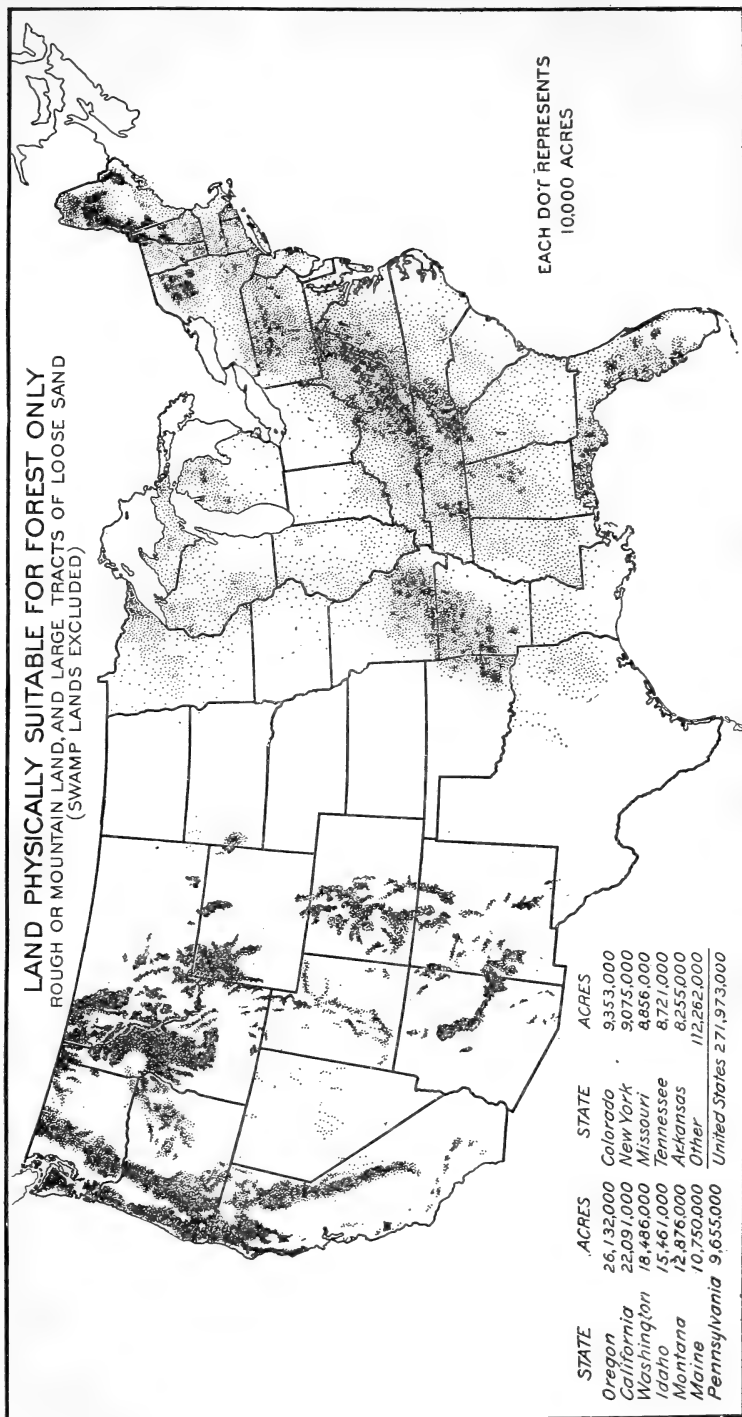 LAND PHYSICALLY SUITABLE FOR FOREST ONLY
ROUGH OR MOUNTAIN LAND, AND LARGE TRACTS OF LOOSE SAND
(SWAMP LANDS EXCLUDED)
EACH DOT REPRESENTS
10,000 ACRES
STATE ACRES STATE ACRES
Oregon 26,132,000 Colorado 9,353,000
California 22,091,000 New York 9,075,000
Washington 18,486,000 Missouri 8,856,000
Idaho 15,461,000 Tennessee 8,721,000
Montana 12,876,000 Arkansas 8,255,000
Maine 10,750,000 Other 112,262,000
Pennsylvania 9,655,000 United States 271,973,000